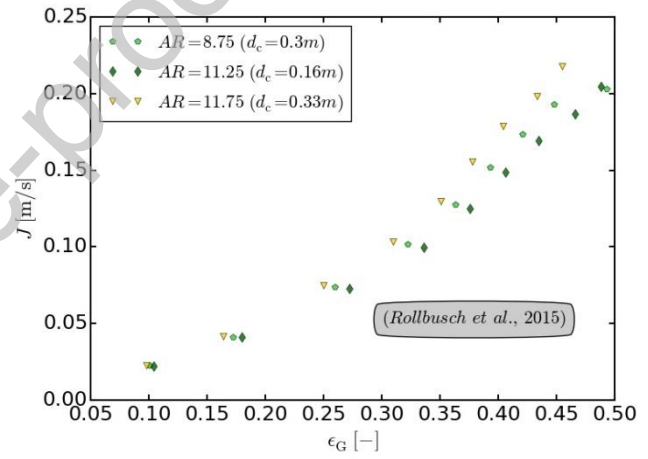 0.25
0.20
0.15
0.10
0.05
0.00
J [m/s]
AR = 8.75 (d_c = 0.3m)
AR = 11.25 (d_c = 0.16m)
AR = 11.75 (d_c = 0.33m)
(Rollbusch et al., 2015)
0.05 0.10 0.15 0.20 0.25 0.30 0.35 0.40 0.45 0.50
ϵ_G [−]
e-pro